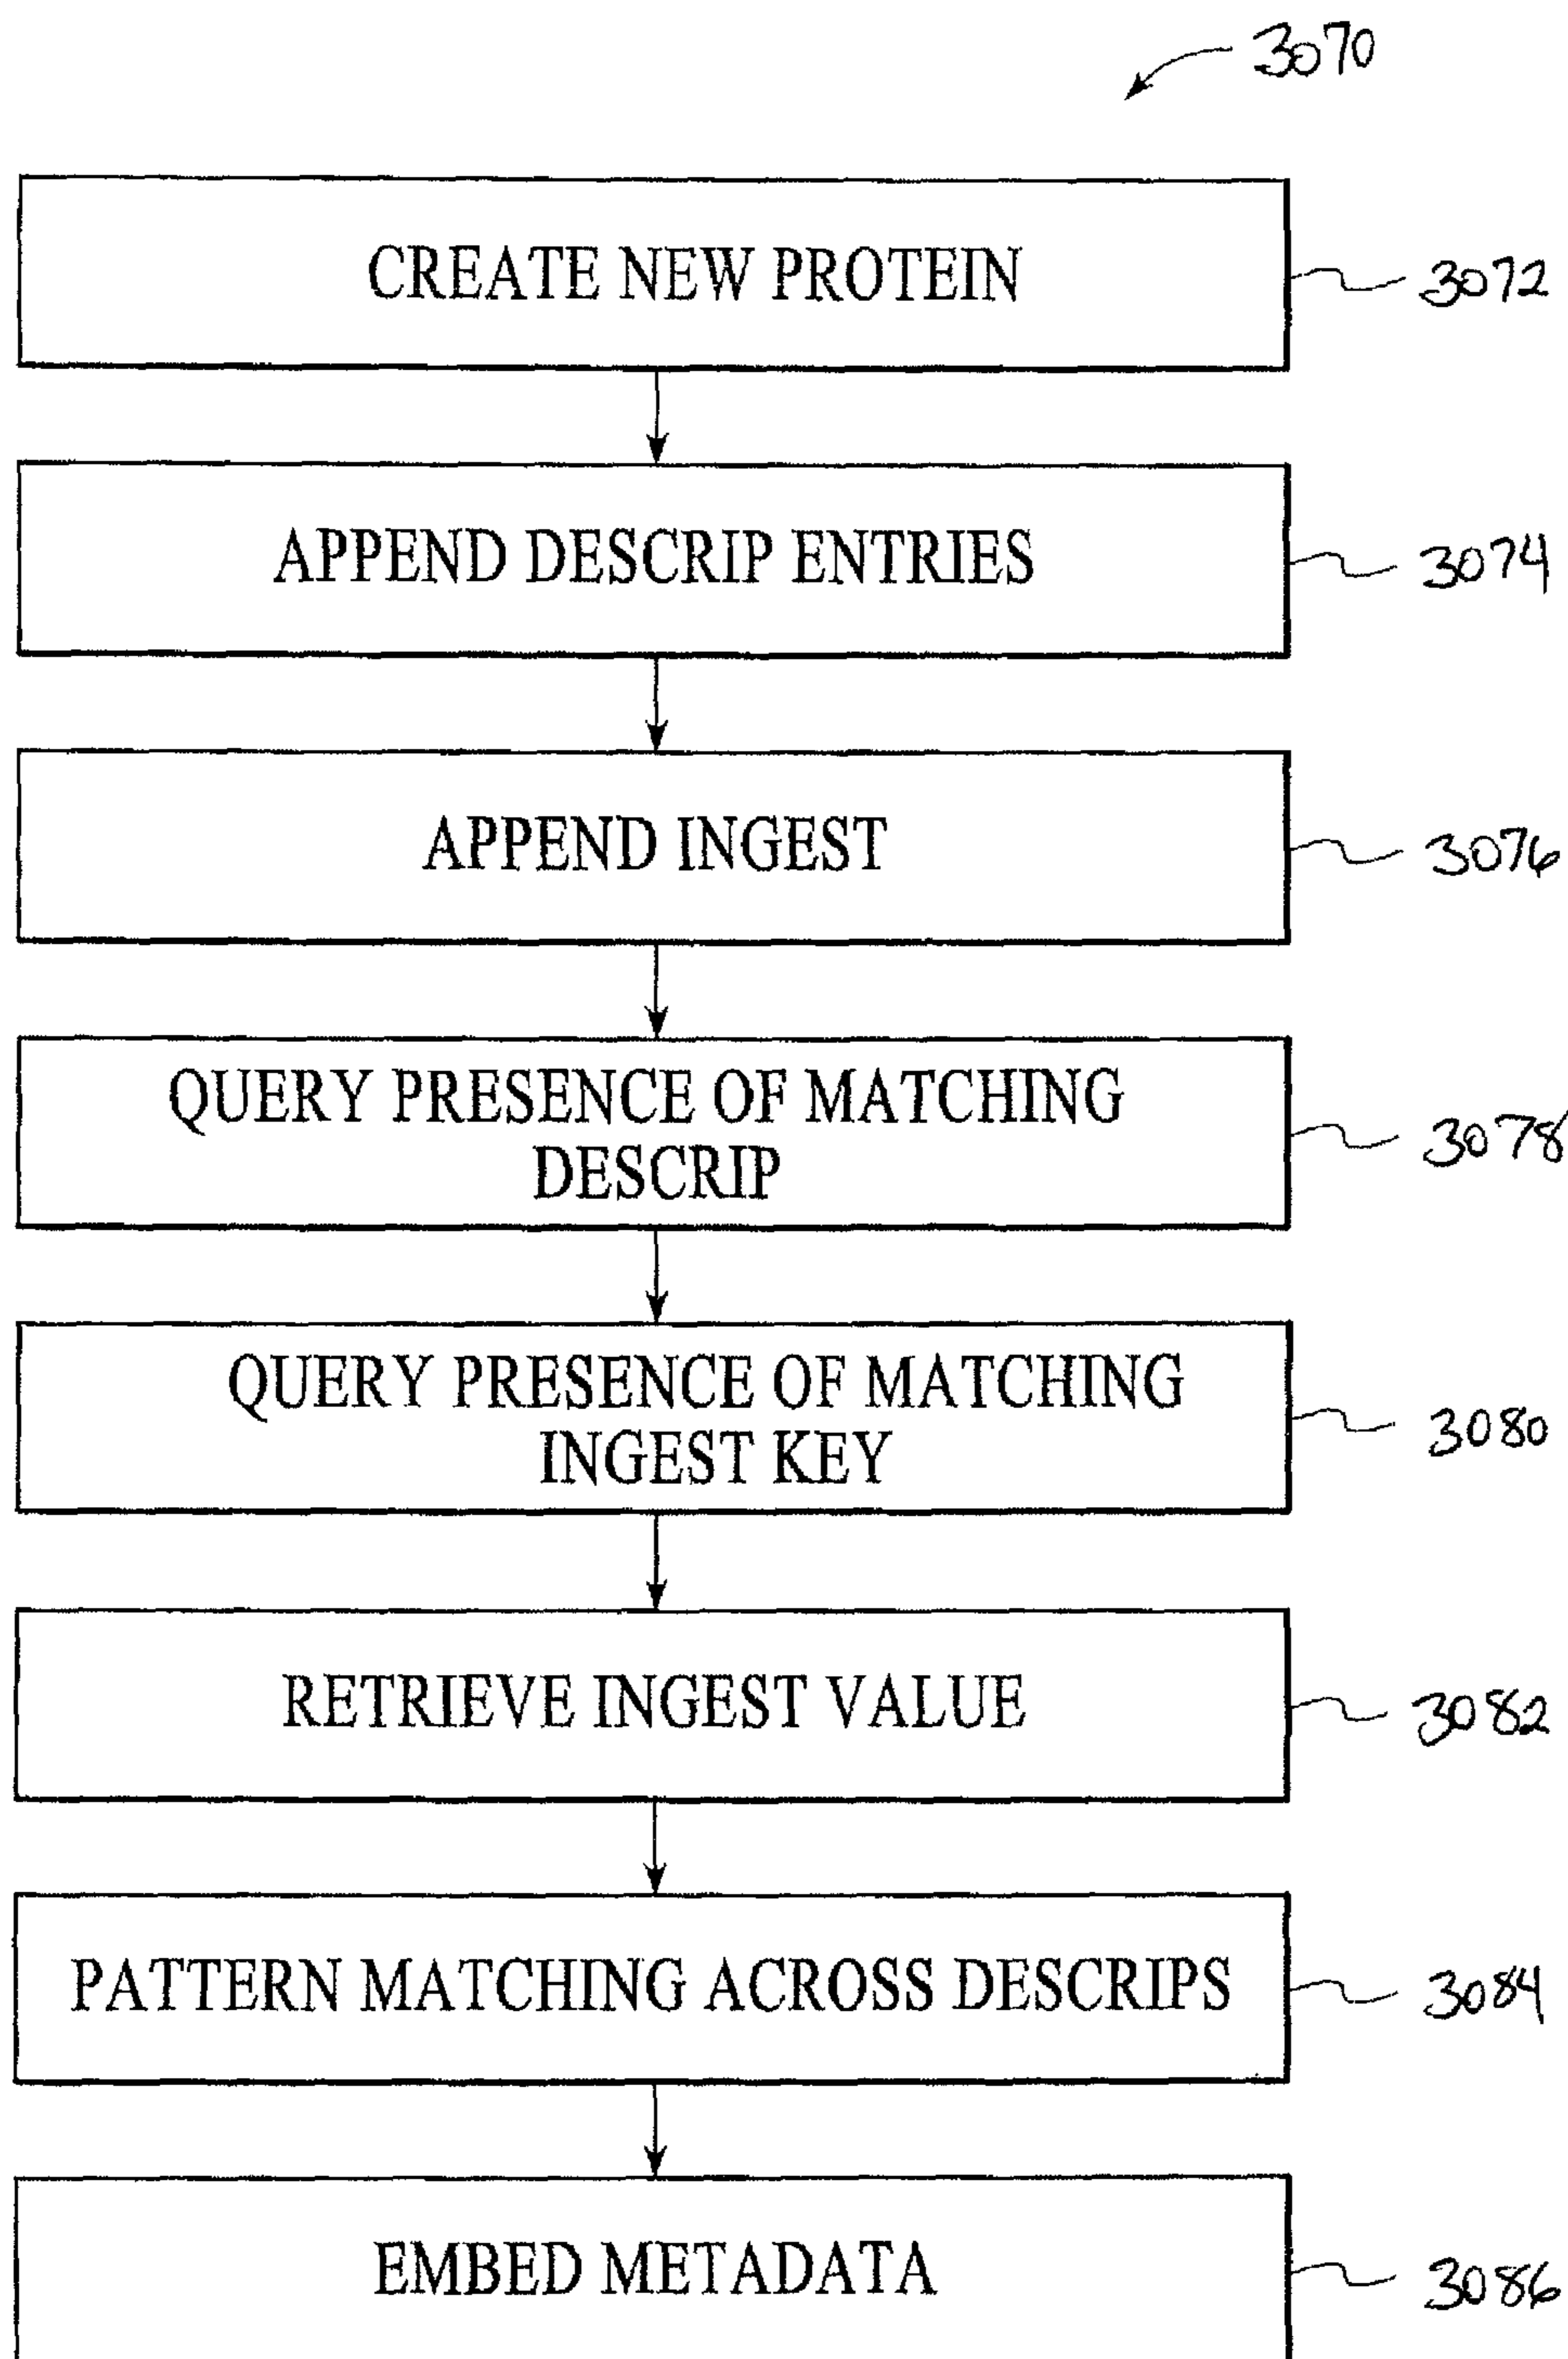 3070
CREATE NEW PROTEIN
3072
APPEND DESCRIP ENTRIES
3074
APPEND INGEST
3076
QUERY PRESENCE OF MATCHING
DESCRIP
3078
QUERY PRESENCE OF MATCHING
INGEST KEY
3080
RETRIEVE INGEST VALUE
3082
PATTERN MATCHING ACROSS DESCRIPS
3084
EMBED METADATA
3086